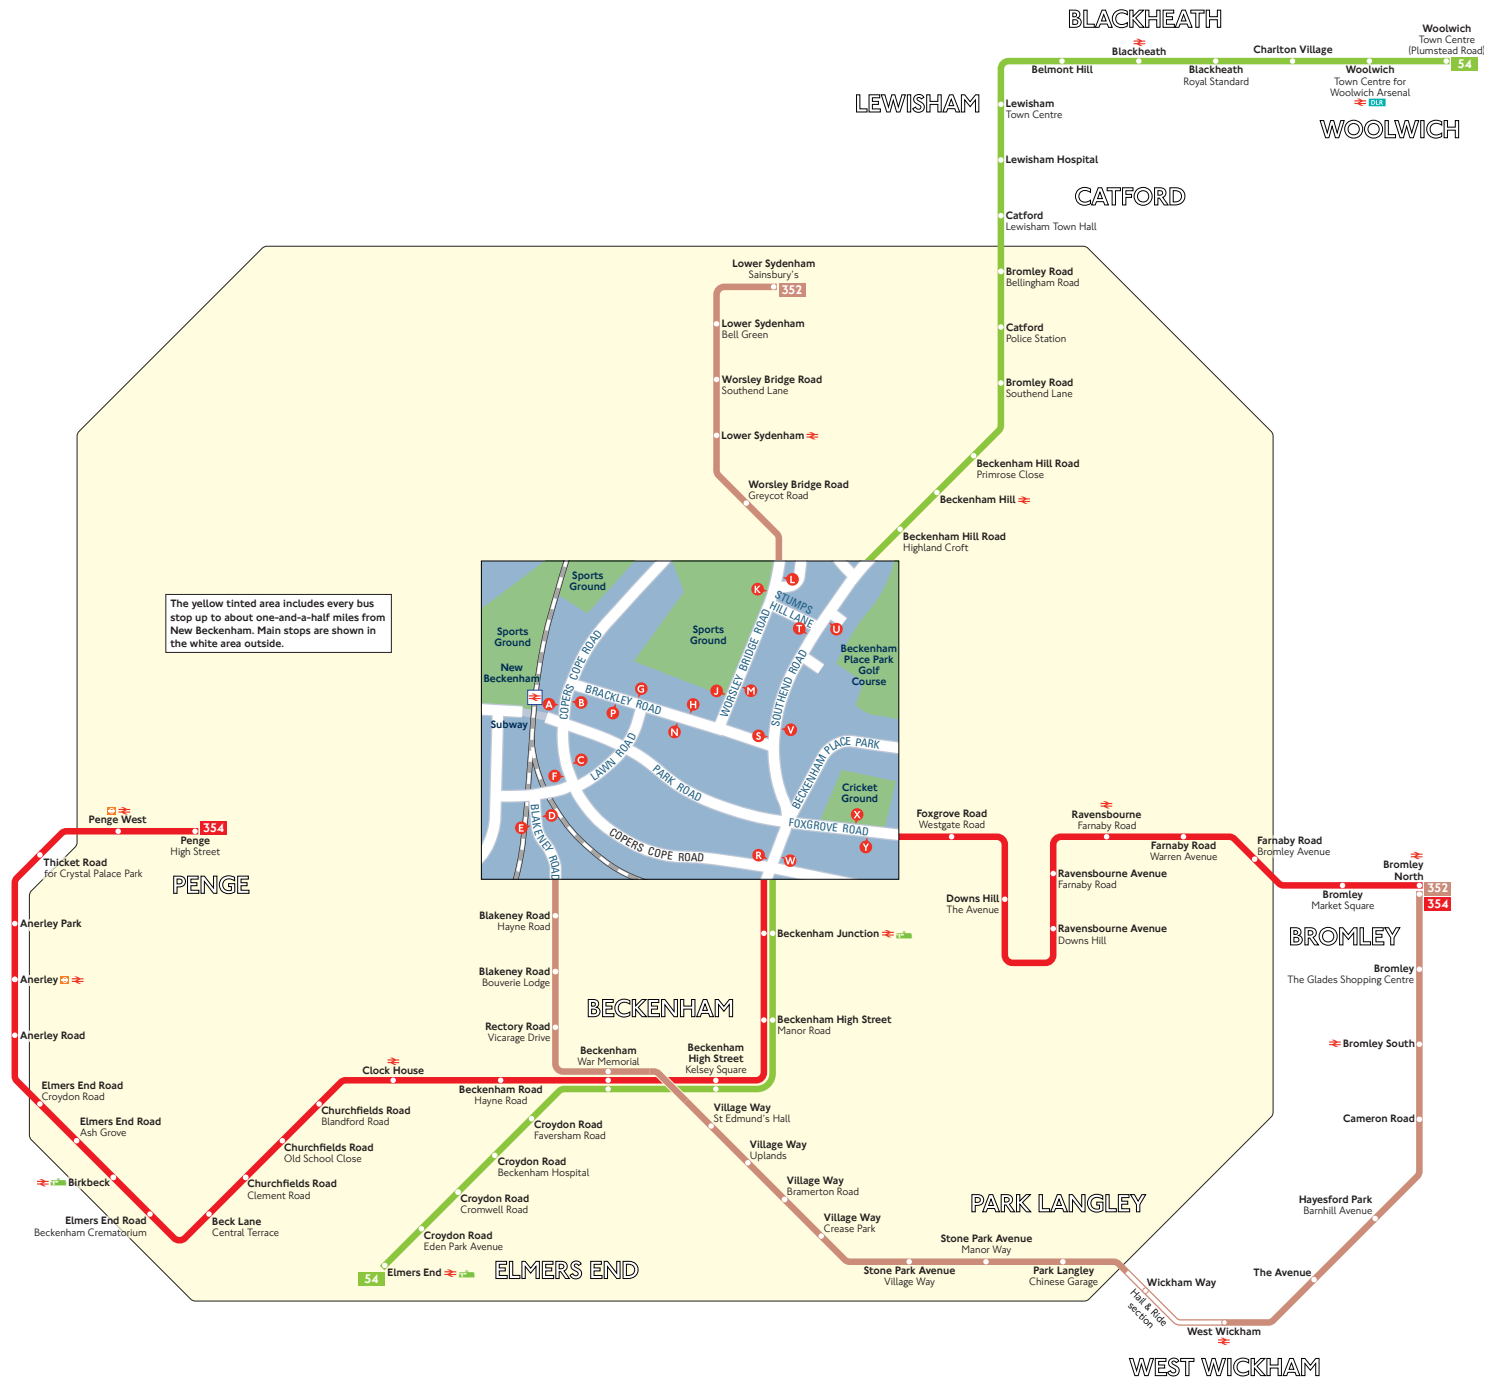 BLACKHEATH
Woolwich
Town Centre
(Plumstead Road)
54
Blackheath
Charlton Village
Belmont Hill
Blackheath
Royal Standard
Woolwich
Town Centre for
Woolwich Arsenal
DLR
WOOLWICH
LEWISHAM
Lewisham
Town Centre
Lewisham Hospital
CATFORD
Catford
Lewisham Town Hall
Lower Sydenham
Sainsbury's
352
Bromley Road
Bellingham Road
Lower Sydenham
Bell Green
Catford
Police Station
Worsley Bridge Road
Southend Lane
Bromley Road
Southend Lane
Lower Sydenham
Beckenham Hill Road
Primrose Close
Worsley Bridge Road
Greycot Road
Beckenham Hill
Beckenham Hill Road
Highland Croft
The yellow tinted area includes every bus
stop up to about one-and-a-half miles from
New Beckenham. Main stops are shown in
the white area outside.
Sports
Ground
K
L
STUMPS
HILL LANE
T
U
Sports
Ground
Sports
Ground
COPERS COPE ROAD
WORSLEY BRIDGE ROAD
SOUTHEND ROAD
Beckenham
Place Park
Golf
Course
New
Beckenham
A
B
G
BRACKLEY ROAD
P
H
J
M
N
S
V
Subway
C
F
LAWN ROAD
PARK ROAD
BECKENHAM PLACE PARK
Cricket
Ground
X
D
E
BLAKENEY ROAD
COPERS COPE ROAD
FOXGROVE ROAD
Y
R
W
Penge West
354
Penge
High Street
Thicket Road
for Crystal Palace Park
PENGE
Foxgrove Road
Westgate Road
Ravensbourne
Farnaby Road
Farnaby Road
Warren Avenue
Farnaby Road
Bromley Avenue
Bromley
North
352
354
Bromley
Market Square
Downs Hill
The Avenue
Ravensbourne Avenue
Farnaby Road
Ravensbourne Avenue
Downs Hill
BROMLEY
Anerley Park
Anerley
Anerley Road
Blakeney Road
Hayne Road
Beckenham Junction
Blakeney Road
Bouverie Lodge
BECKENHAM
Rectory Road
Vicarage Drive
Beckenham High Street
Manor Road
Bromley
The Glades Shopping Centre
Bromley South
Beckenham
War Memorial
Beckenham
High Street
Kelsey Square
Clock House
Beckenham Road
Hayne Road
Elmers End Road
Croydon Road
Elmers End Road
Ash Grove
Birkbeck
Elmers End Road
Beckenham Crematorium
Churchfields Road
Blandford Road
Churchfields Road
Old School Close
Churchfields Road
Clement Road
Beck Lane
Central Terrace
Croydon Road
Faversham Road
Croydon Road
Beckenham Hospital
Croydon Road
Cromwell Road
Croydon Road
Eden Park Avenue
54
Elmers End
ELMERS END
Village Way
St Edmund's Hall
Village Way
Uplands
Village Way
Bramerton Road
Village Way
Crease Park
Cameron Road
PARK LANGLEY
Hayesford Park
Barnhill Avenue
Stone Park Avenue
Manor Way
Stone Park Avenue
Village Way
Park Langley
Chinese Garage
The Avenue
Wickham Way
Hail & Ride
section
West Wickham
WEST WICKHAM